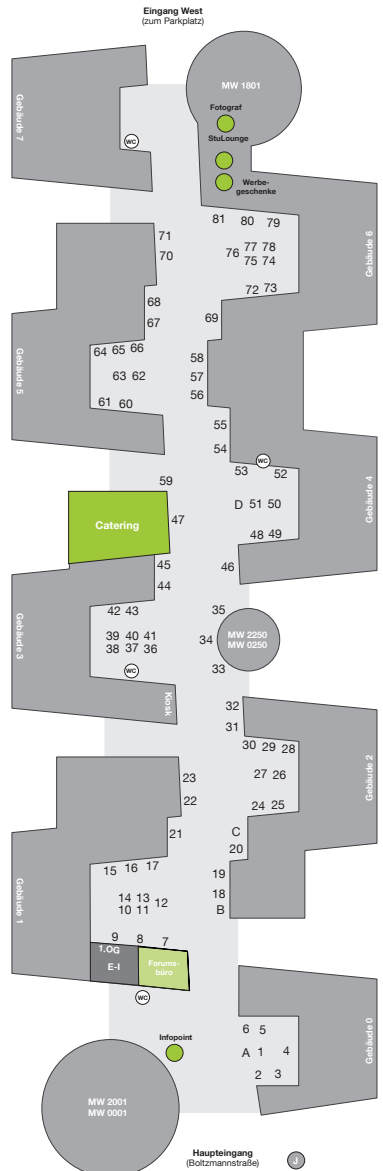 Eingang West
(zum Parkplatz)
MW 1801
Gebäude 7
Fotograf
StuLounge
WC
Werbe-
geschenke
Gebäude 6
81 80 79
71
77 78
76
70
75 74
72 73
68
69
67
64 65 66
58
Gebäude 5
63 62
57
61 60
56
55
54
WC
53 52
59
Gebäude 4
D 51 50
Catering
47
48 49
45
46
44
42 43
35
39 40 41
34
MW 2250
MW 0250
38 37 36
Gebäude 3
WC
33
Kiosk
32
31
30 29 28
23
27 26
Gebäude 2
22
24 25
21
C
20
15 16 17
19
14 13
12
18
10 11
B
Gebäude 1
9 8 7
1.OG
E-I
Forums-
büro
WC
6 5
Infopoint
A 1 4
Gebäude 0
2 3
MW 2001
MW 0001
Haupteingang
(Boltzmannstraße)
J